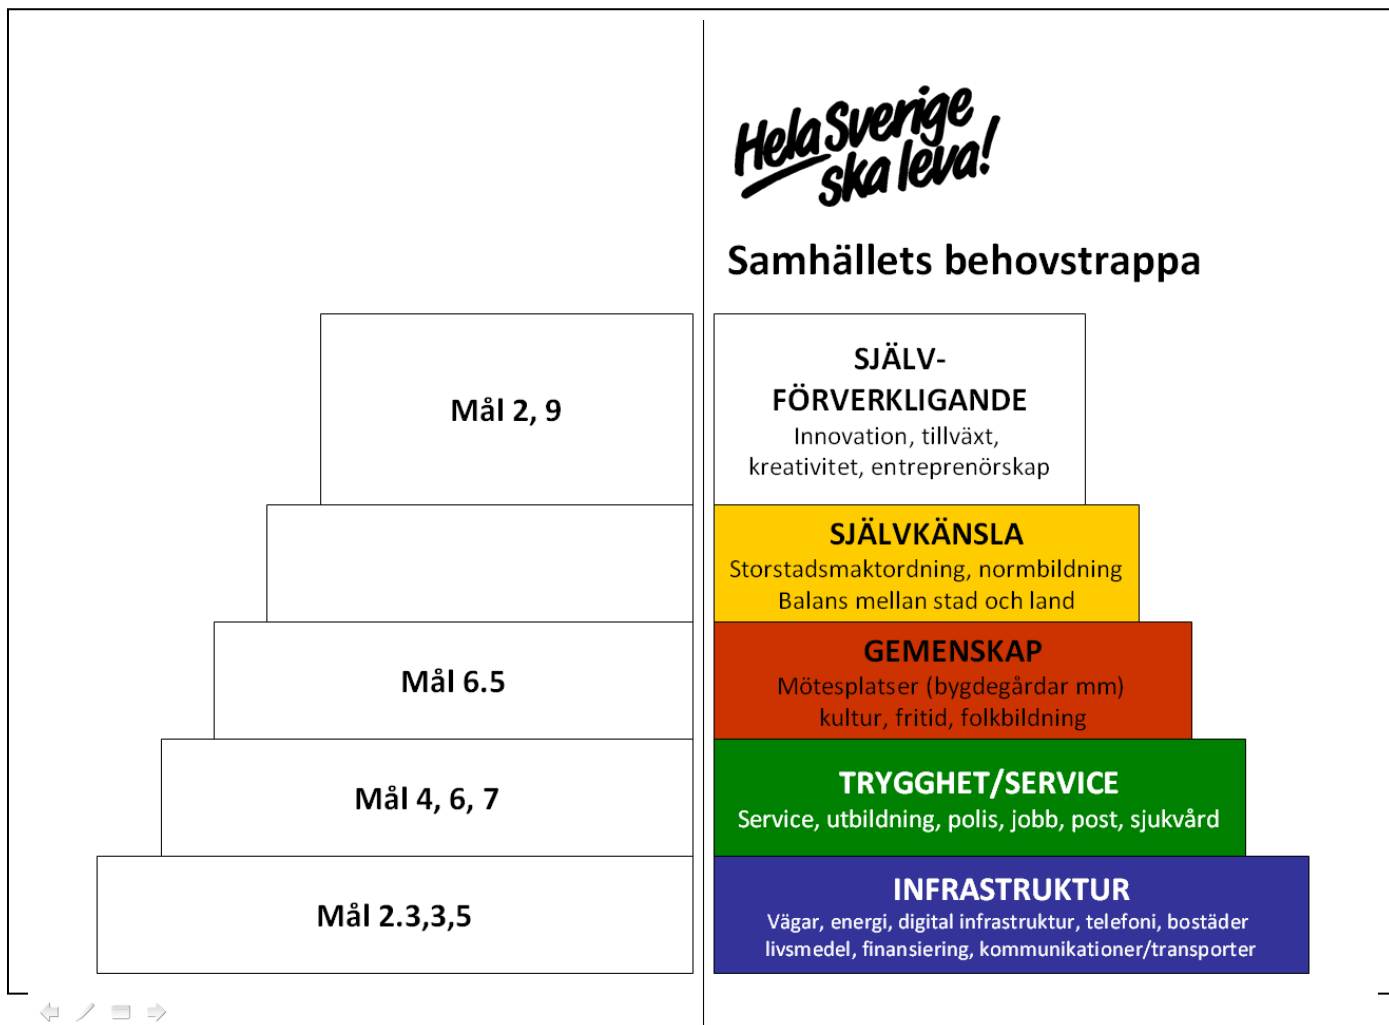 Hela Sverige
ska leva!
Samhällets behovstrappa
Mål 2, 9
SJÄLV-
FÖRVERKLIGANDE
Innovation, tillväxt,
kreativitet, entreprenörskap
SJÄLVKÄNSLA
Storstadsmaktordning, normbildning
Balans mellan stad och land
Mål 6.5
GEMENSKAP
Mötesplatser (bygdegårdar mm)
kultur, fritid, folkbildning
Mål 4, 6, 7
TRYGGHET/SERVICE
Service, utbildning, polis, jobb, post, sjukvård
Mål 2.3,3,5
INFRASTRUKTUR
Vägar, energi, digital infrastruktur, telefoni, bostäder
livsmedel, finansiering, kommunikationer/transporter